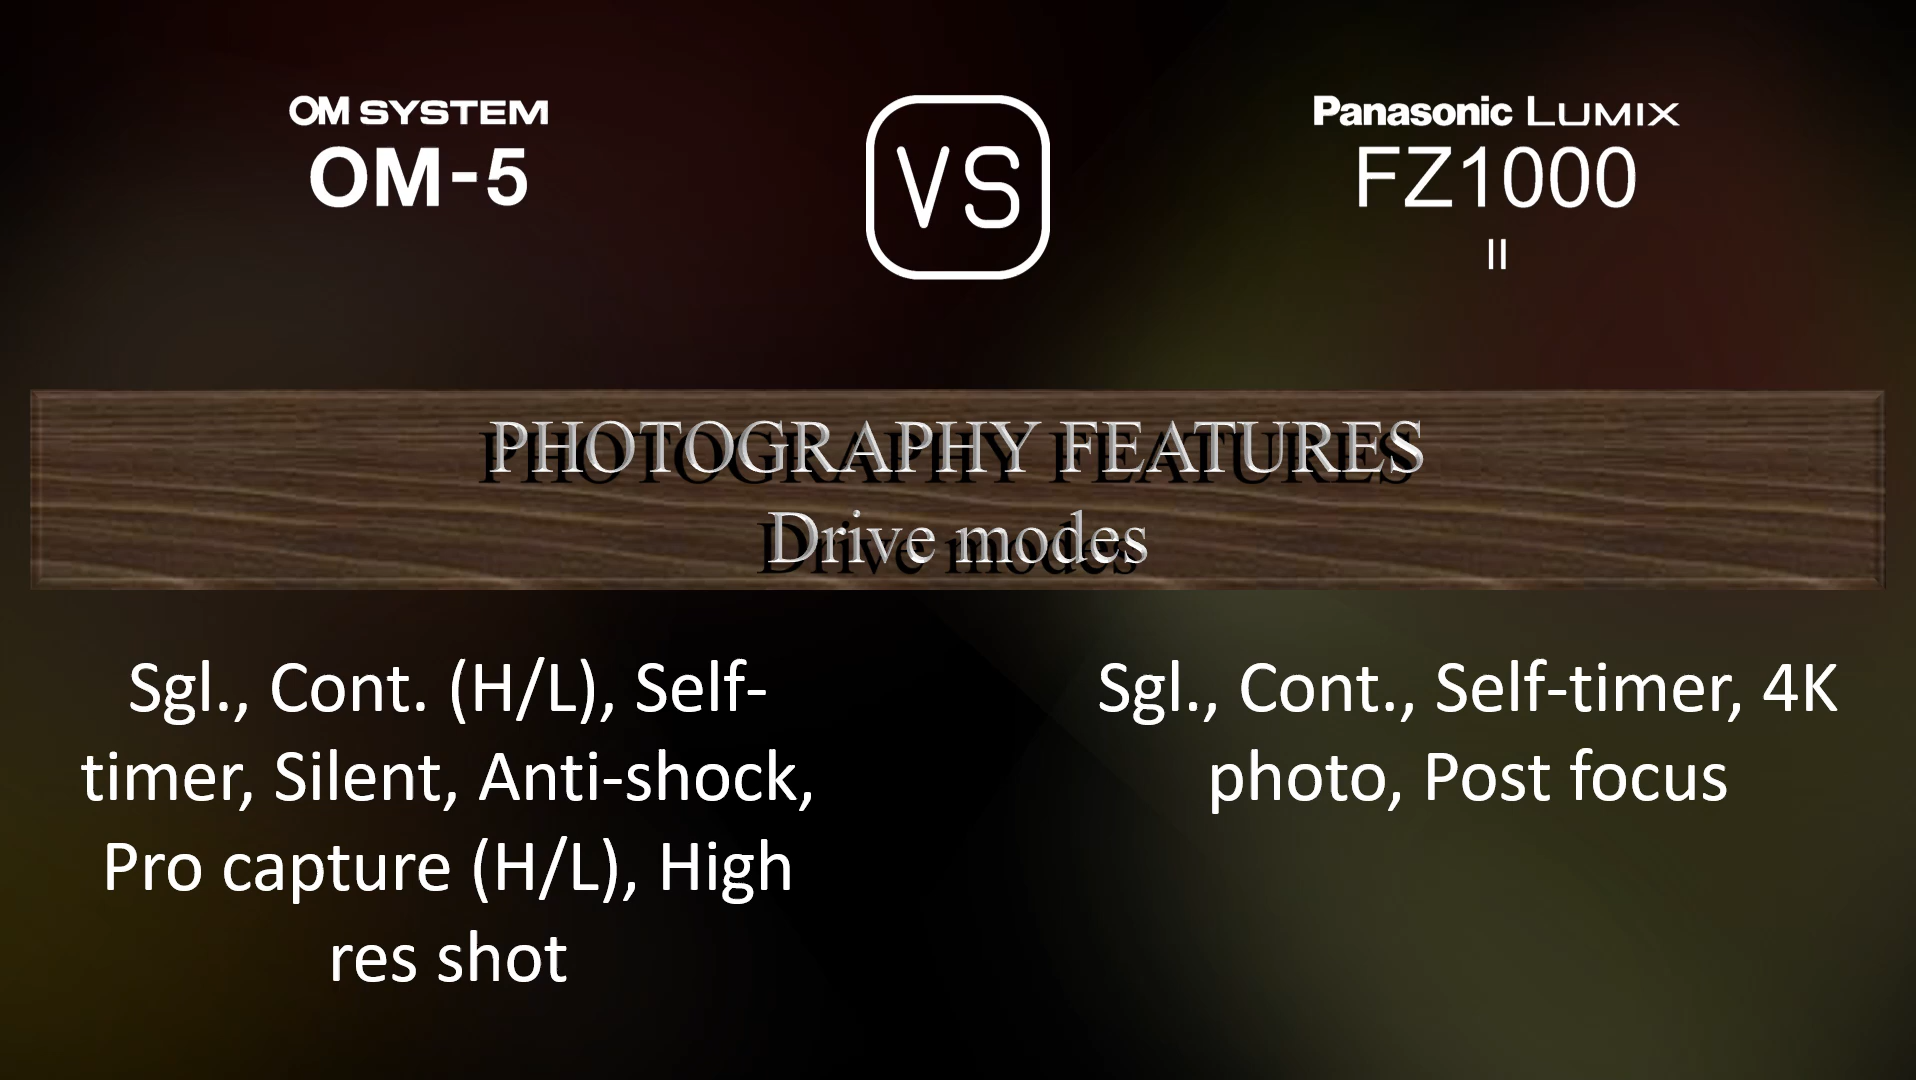 OM SYSTEM
OM-5
VS
Panasonic LUMIX
FZ1000
II
PHOTOGRAPHY FEATURES
Drive modes
Sgl., Cont. (H/L), Self-
timer, Silent, Anti-shock,
Pro capture (H/L), High
res shot
Sgl., Cont., Self-timer, 4K
photo, Post focus